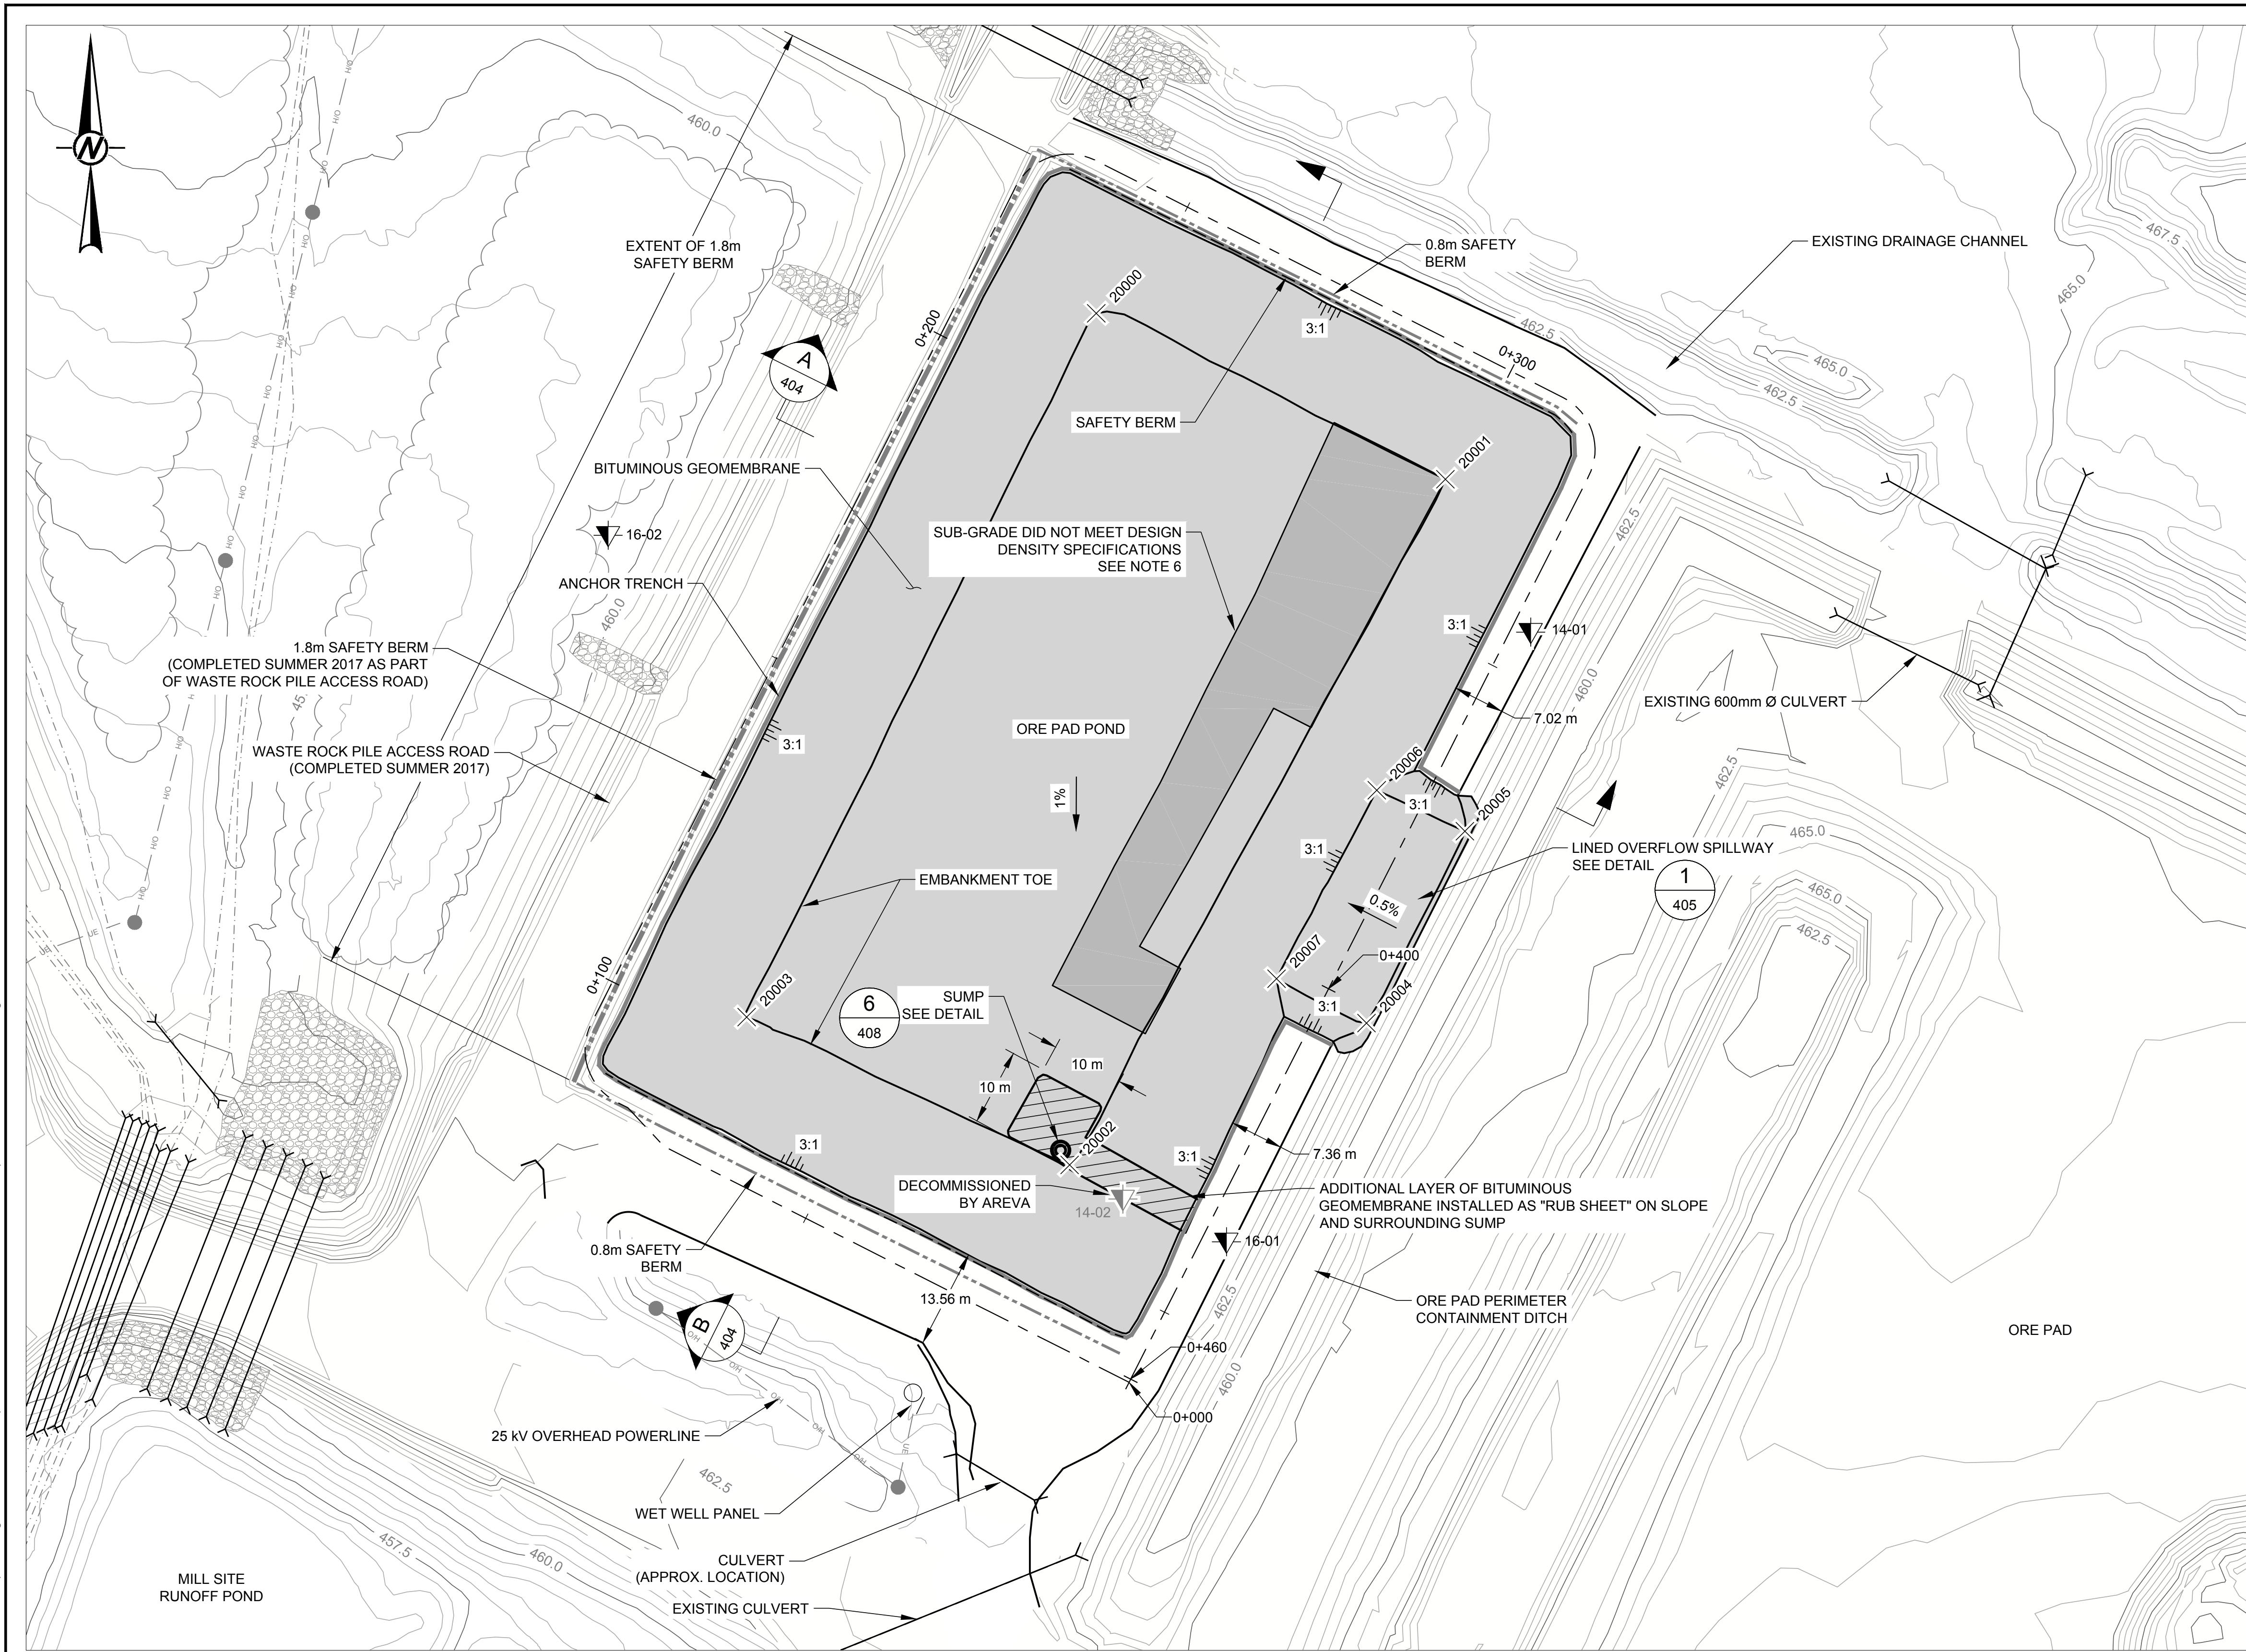 N
460.0
EXTENT OF 1.8m
SAFETY BERM
0.8m SAFETY
BERM
EXISTING DRAINAGE CHANNEL
467.5
465.0
462.5
465.0
462.5
0+300
20000
3:1
0+200
A
404
SAFETY BERM
20001
BITUMINOUS GEOMEMBRANE
16-02
SUB-GRADE DID NOT MEET DESIGN
DENSITY SPECIFICATIONS
SEE NOTE 6
462.5
ANCHOR TRENCH
460.0
3:1
14-01
1.8m SAFETY BERM
(COMPLETED SUMMER 2017 AS PART
OF WASTE ROCK PILE ACCESS ROAD)
460.0
EXISTING 600mm Ø CULVERT
7.02 m
ORE PAD POND
3:1
WASTE ROCK PILE ACCESS ROAD
(COMPLETED SUMMER 2017)
1%
20006
3:1
20005
462.5
465.0
3:1
LINED OVERFLOW SPILLWAY
SEE DETAIL
1
405
465.0
462.5
EMBANKMENT TOE
0.5%
20007
0+400
0+100
20003
6
408
SUMP
SEE DETAIL
3:1
20004
10 m
10 m
20002
3:1
3:1
7.36 m
DECOMMISSIONED
BY AREVA
14-02
ADDITIONAL LAYER OF BITUMINOUS
GEOMEMBRANE INSTALLED AS "RUB SHEET" ON SLOPE
AND SURROUNDING SUMP
16-01
0.8m SAFETY
BERM
13.56 m
462.5
ORE PAD PERIMETER
CONTAINMENT DITCH
ORE PAD
B
404
0+460
460.0
0+000
25 kV OVERHEAD POWERLINE
UE
462.5
WET WELL PANEL
457.5
460.0
CULVERT
(APPROX. LOCATION)
MILL SITE
RUNOFF POND
EXISTING CULVERT
O/H
O/H
O/H
O/H
O/H
O/H
O/H
O/H
O/H
O/H
O/H
O/H
O/H
UE
UE
O/H
O/H
O/H
O/H
O/H